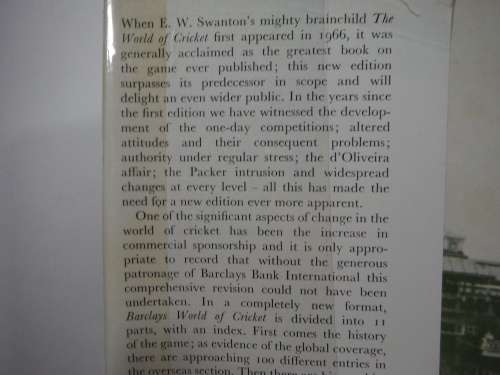 When E. W. Swanton's mighty brainchild The
World of Cricket first appeared in 1966, it was
generally acclaimed as the greatest book on
the game ever published; this new edition
surpasses its predecessor in scope and will
delight an even wider public. In the years since
the first edition we have witnessed the develop-
ment of the one-day competitions; altered
attitudes and their consequent problems;
authority under regular stress; the d'Oliveira
affair; the Packer intrusion and widespread
changes at every level – all this has made the
need for a new edition ever more apparent.
One of the significant aspects of change in the
world of cricket has been the increase in
commercial sponsorship and it is only appro-
priate to record that without the generous
patronage of Barclays Bank International this
comprehensive revision could not have been
undertaken. In a completely new format,
Barclays World of Cricket is divided into 11
parts, with an index. First comes the history
of the game; as evidence of the global coverage,
there are approaching 100 different entries in
the overseas section. Then there are